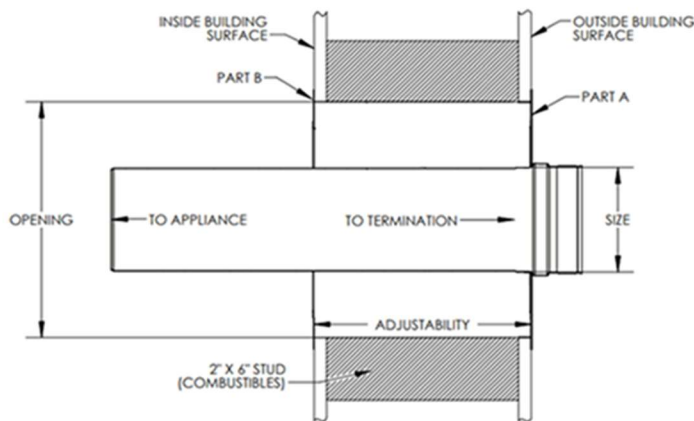 INSIDE BUILDING
SURFACE
OUTSIDE BUILDING
SURFACE
PART B
PART A
OPENING
TO APPLIANCE
TO TERMINATION
SIZE
ADJUSTABILITY
2" X 6" STUD
(COMBUSTIBLES)